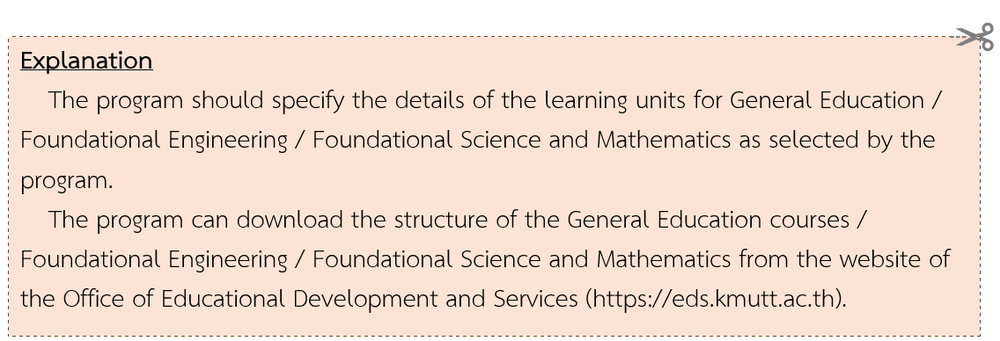 Explanation
The program should specify the details of the learning units for General Education /
Foundational Engineering / Foundational Science and Mathematics as selected by the
program.
The program can download the structure of the General Education courses /
Foundational Engineering / Foundational Science and Mathematics from the website of
the Office of Educational Development and Services (https://eds.kmutt.ac.th).